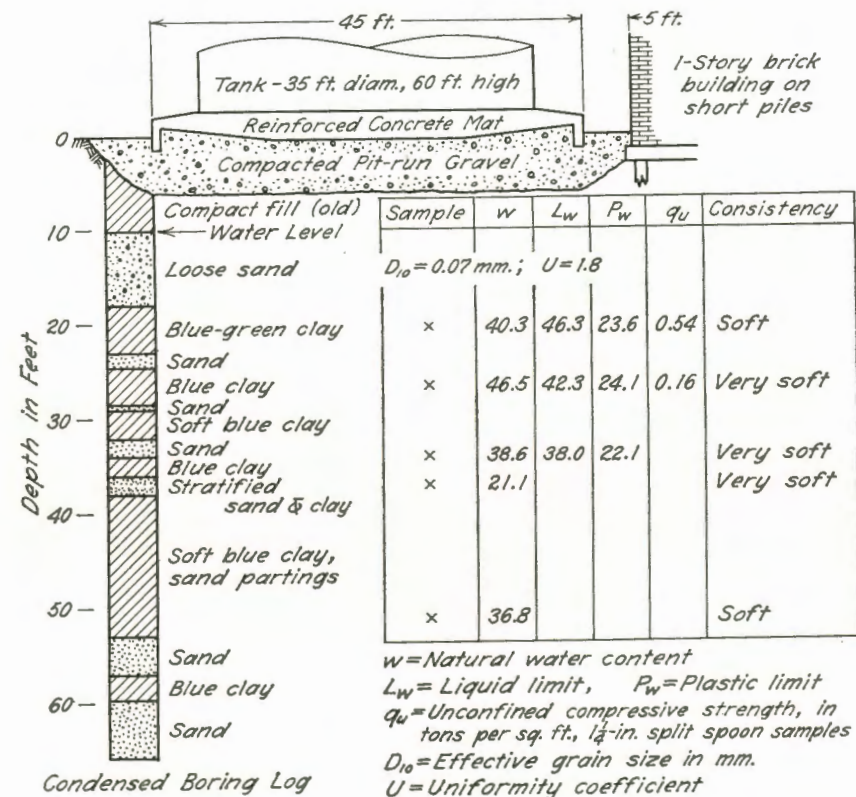 45 ft.
5 ft.
Tank - 35 ft. diam., 60 ft. high
1-Story brick
building on
short piles
Reinforced Concrete Mat
Compacted Pit-run Gravel
Depth in Feet
0
10
20
30
40
50
60
Compact fill (old)
Water Level
Loose sand
Blue-green clay
Sand
Blue clay
Sand
Soft blue clay
Sand
Blue clay
Stratified
sand & clay
Soft blue clay,
sand partings
Sand
Blue clay
Sand
Condensed Boring Log
Sample w Lw Pw qu Consistency
D10 = 0.07 mm.; U = 1.8
× 40.3 46.3 23.6 0.54 Soft
× 46.5 42.3 24.1 0.16 Very soft
× 38.6 38.0 22.1 Very soft
× 21.1 Very soft
× 36.8 Soft
w = Natural water content
Lw = Liquid limit, Pw = Plastic limit
qu = Unconfined compressive strength, in
tons per sq. ft., 1¼-in. split spoon samples
D10 = Effective grain size in mm.
U = Uniformity coefficient